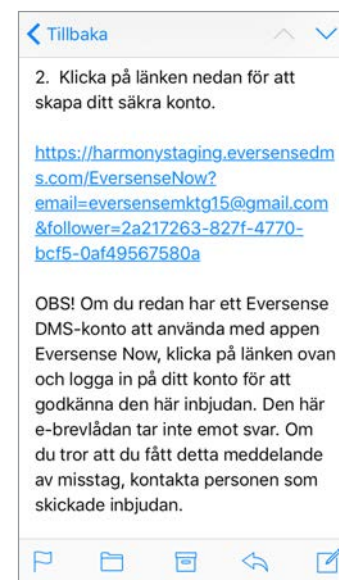 Tillbaka
2. Klicka på länken nedan för att
skapa ditt säkra konto.
https://harmonystaging.eversensedm
s.com/EversenseNow?
email=eversensemktg15@gmail.com
&follower=2a217263-827f-4770-
bcf5-0af49567580a
OBS! Om du redan har ett Eversense
DMS-konto att använda med appen
Eversense Now, klicka på länken ovan
och logga in på ditt konto för att
godkänna den här inbjudan. Den här
e-brevlådan tar inte emot svar. Om
du tror att du fått detta meddelande
av misstag, kontakta personen som
skickade inbjudan.